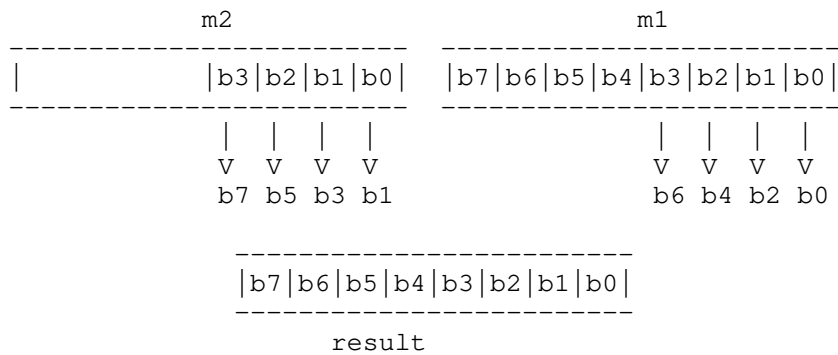 m2 m1
--------------------------- ---------------------------
| |b3|b2|b1|b0| |b7|b6|b5|b4|b3|b2|b1|b0|
--------------------------- ---------------------------
| | | | | | | |
V V V V V V V V
b7 b5 b3 b1 b6 b4 b2 b0
-------------------------
|b7|b6|b5|b4|b3|b2|b1|b0|
-------------------------
result